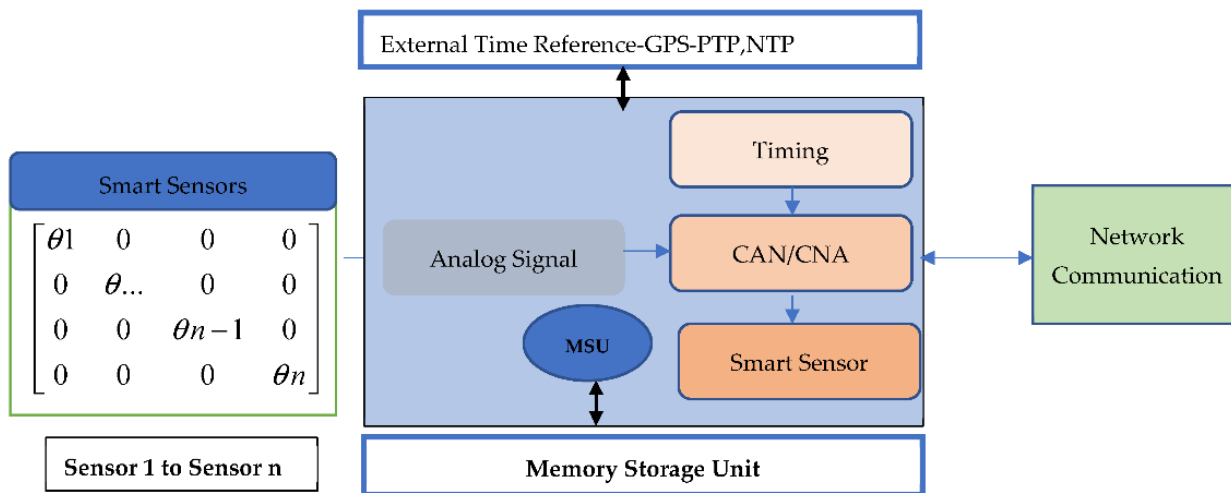 External Time Reference-GPS-PTP,NTP
Timing
Smart Sensors
θ1 0 0 0
0 θ... 0 0
0 0 θn−1 0
0 0 0 θn
Analog Signal
CAN/CNA
Network
Communication
MSU
Smart Sensor
Sensor 1 to Sensor n
Memory Storage Unit